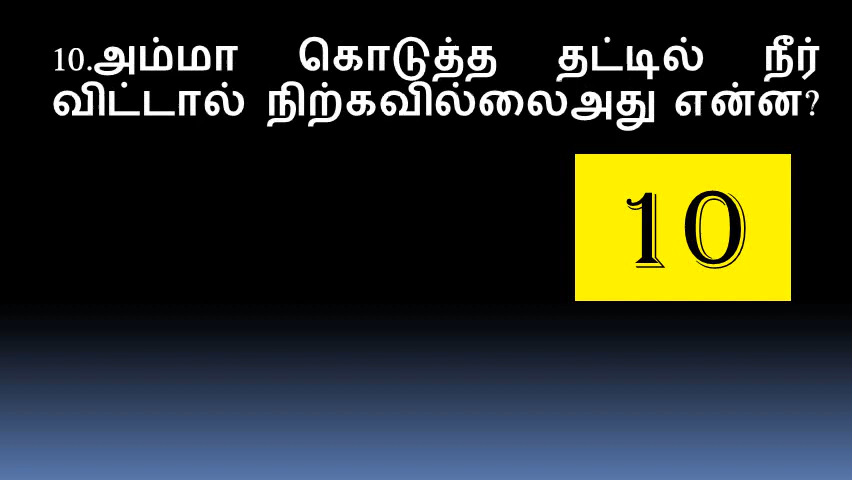 10.அம்மா கொடுத்த தட்டில் நீர்
விட்டால் நிற்கவில்லைஅது என்ன?
10